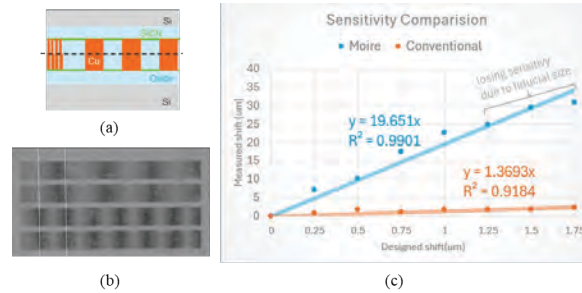 Si
SiCN
Cu
Oxide
Si
(a)
(b)
Sensitivity Comparision
Moire
Conventional
losing sensitivy
due to fiducial size
40
35
30
25
20
15
10
5
0
Measured shift (um)
y = 19.651x
R² = 0.9901
y = 1.3693x
R² = 0.9184
0
0.25
0.5
0.75
1
1.25
1.5
1.75
Designed shift(um)
(c)